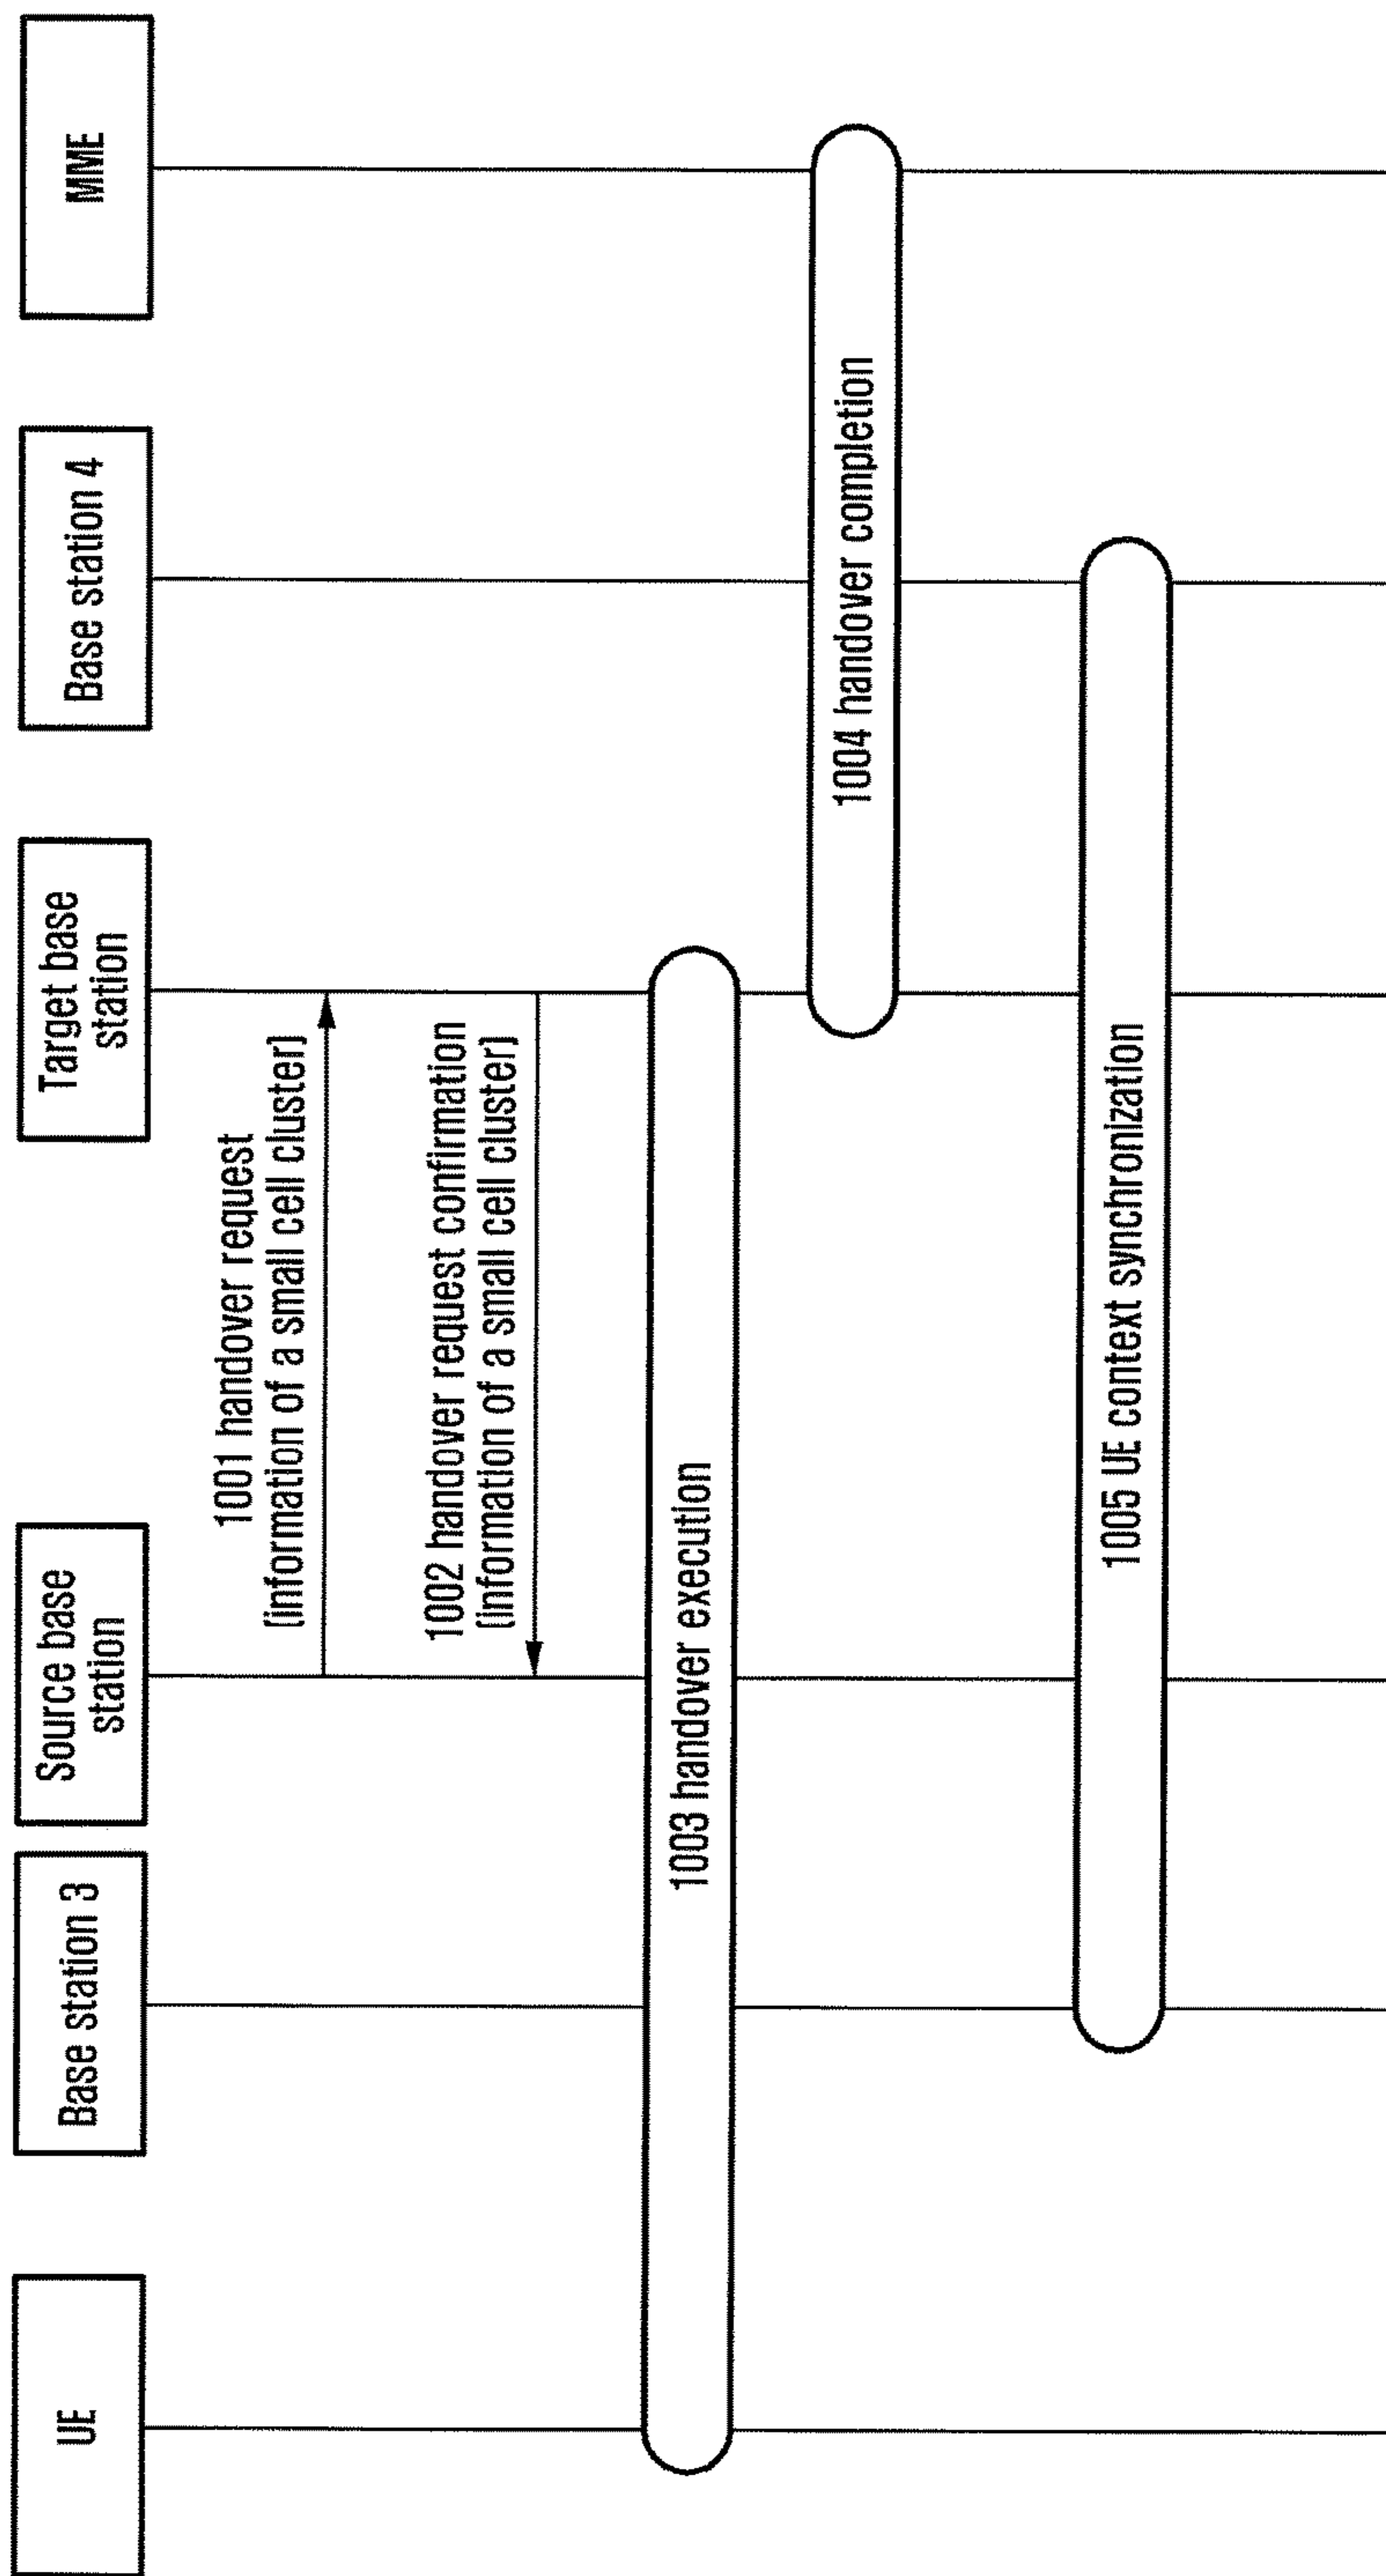 UE
Base station 3
Source base
station
Target base
station
Base station 4
MME
1001 handover request
(information of a small cell cluster)
1002 handover request confirmation
(information of a small cell cluster)
1003 handover execution
1004 handover completion
1005 UE context synchronization